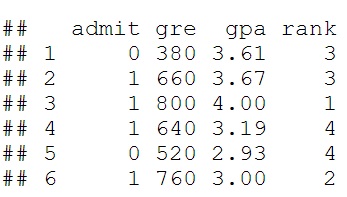 ##   admit gre  gpa rank
## 1     0 380 3.61    3
## 2     1 660 3.67    3
## 3     1 800 4.00    1
## 4     1 640 3.19    4
## 5     0 520 2.93    4
## 6     1 760 3.00    2